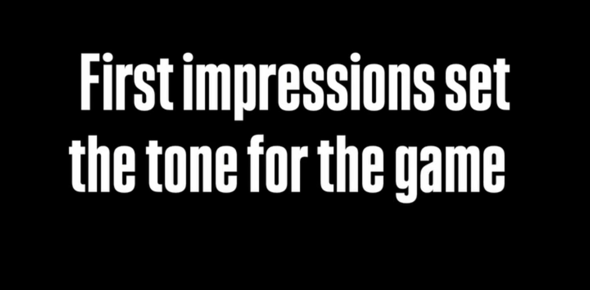 First impressions set
the tone for the game